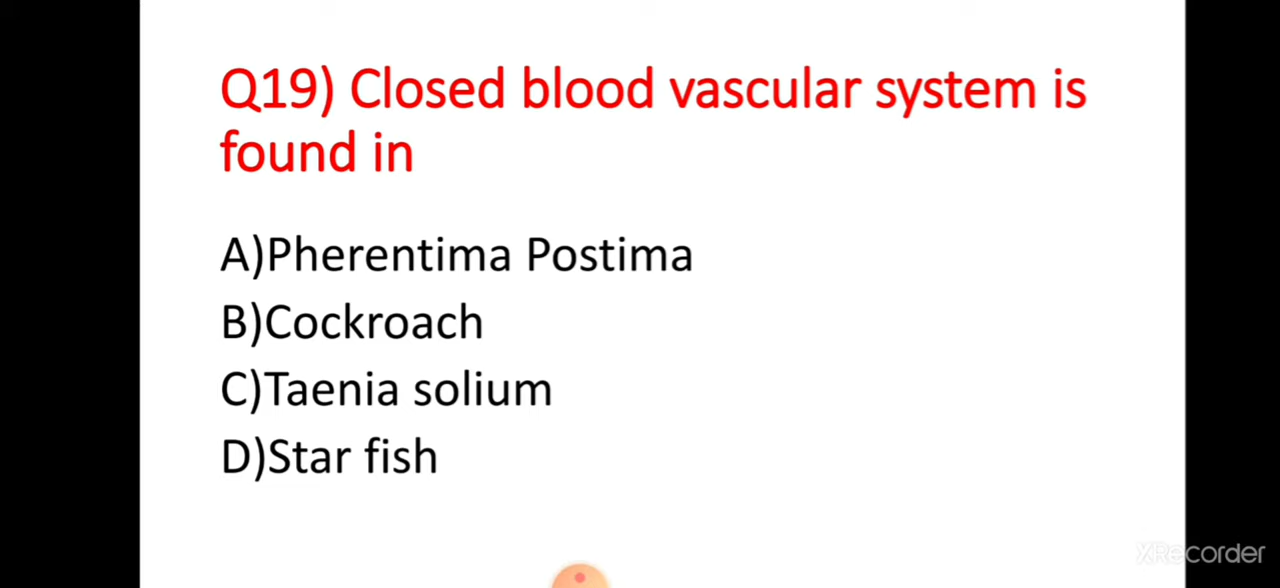 Q19) Closed blood vascular system is
found in
A)Pherentima Postima
B)Cockroach
C)Taenia solium
D)Star fish
XRecorder